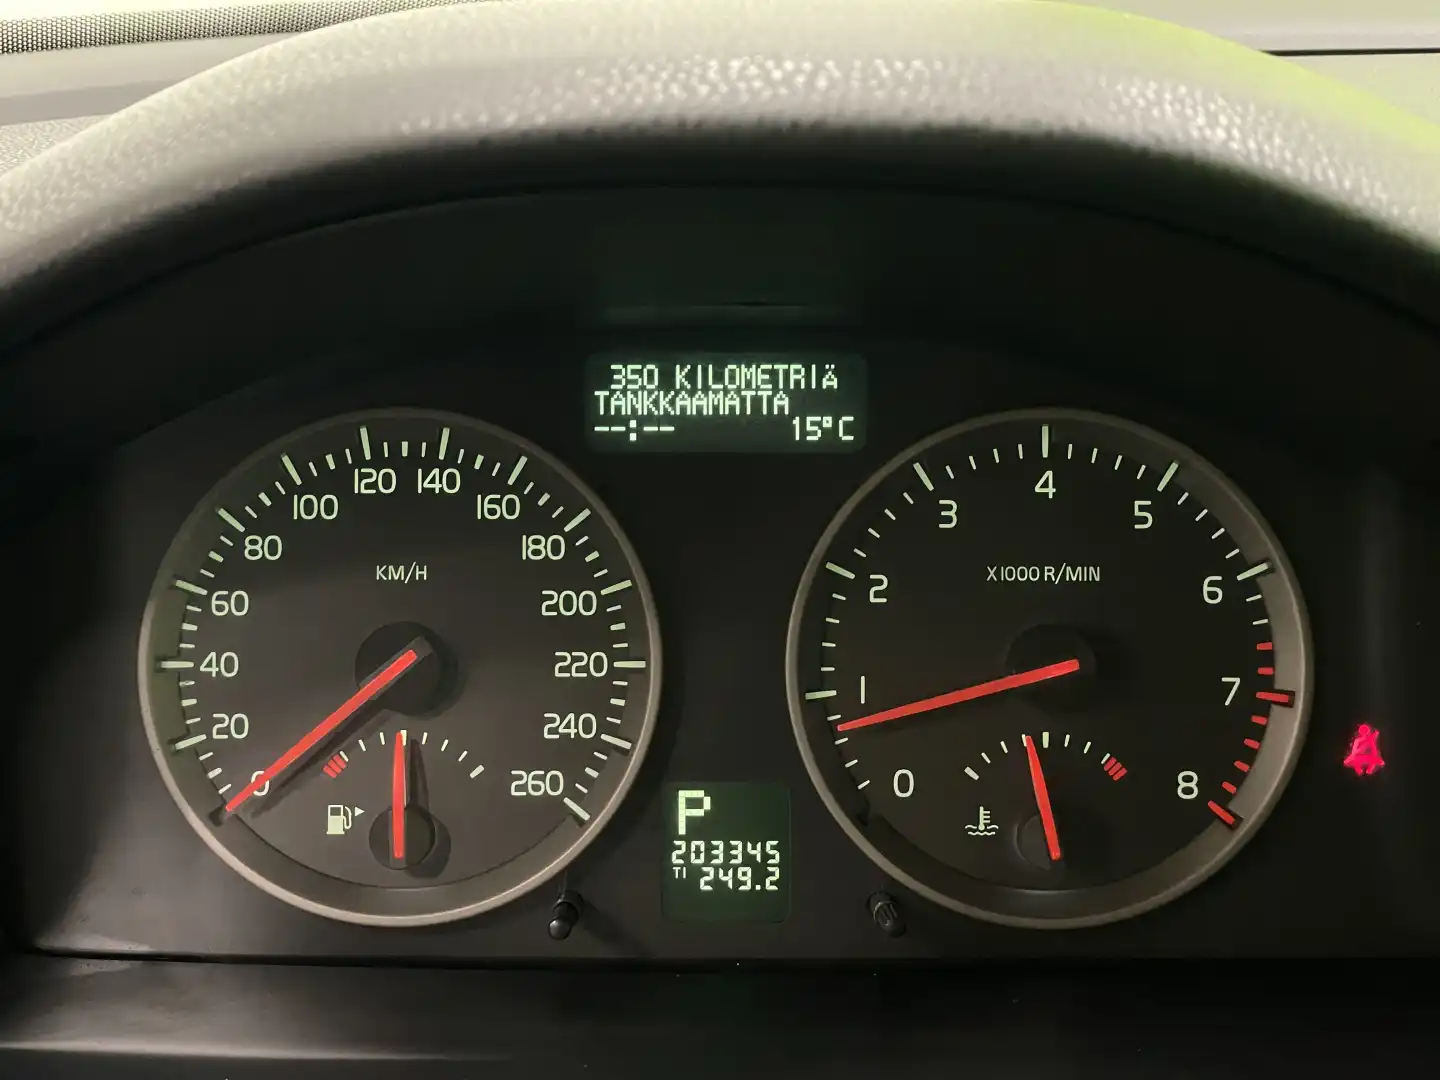 350 KILOMETRIÄ
TANKKAAMATTA
--:-- 15°C
0 20 40 60 80 100 120 140 160 180 200 220 240 260
KM/H
0 1 2 3 4 5 6 7 8
X1000 R/MIN
P
203345
T1 249.2